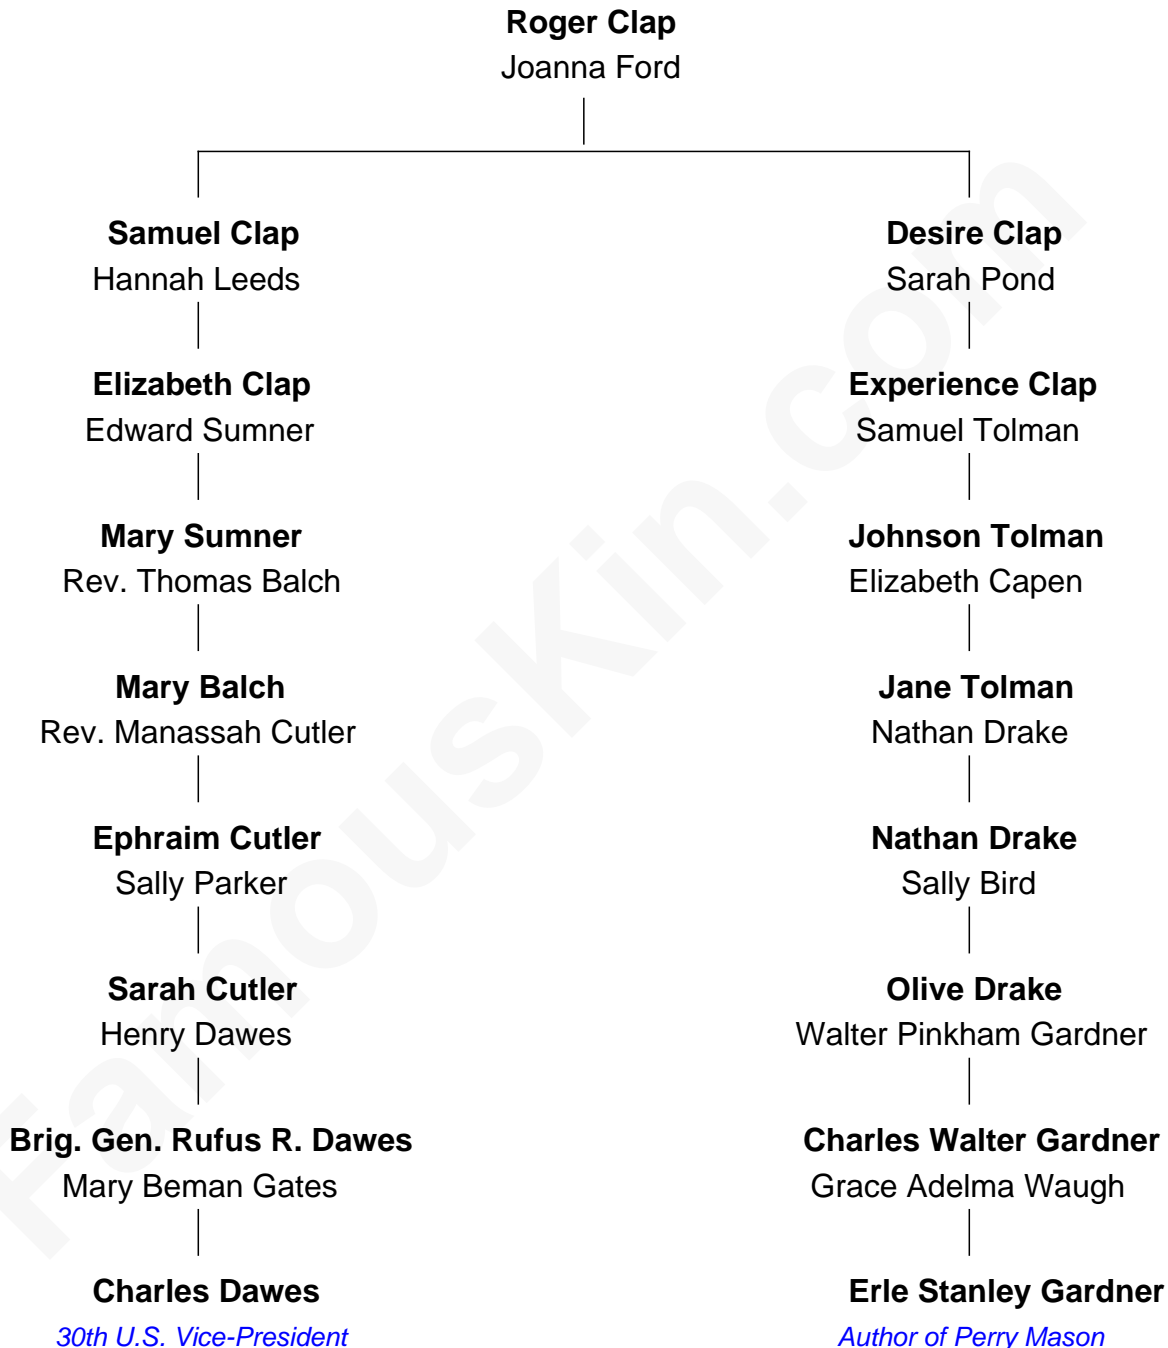 Roger Clap
Joanna Ford
Samuel Clap
Hannah Leeds
Elizabeth Clap
Edward Sumner
Mary Sumner
Rev. Thomas Balch
Mary Balch
Rev. Manassah Cutler
Ephraim Cutler
Sally Parker
Sarah Cutler
Henry Dawes
Brig. Gen. Rufus R. Dawes
Mary Beman Gates
Charles Dawes
30th U.S. Vice-President
Desire Clap
Sarah Pond
Experience Clap
Samuel Tolman
Johnson Tolman
Elizabeth Capen
Jane Tolman
Nathan Drake
Nathan Drake
Sally Bird
Olive Drake
Walter Pinkham Gardner
Charles Walter Gardner
Grace Adelma Waugh
Erle Stanley Gardner
Author of Perry Mason
FamousKin.com